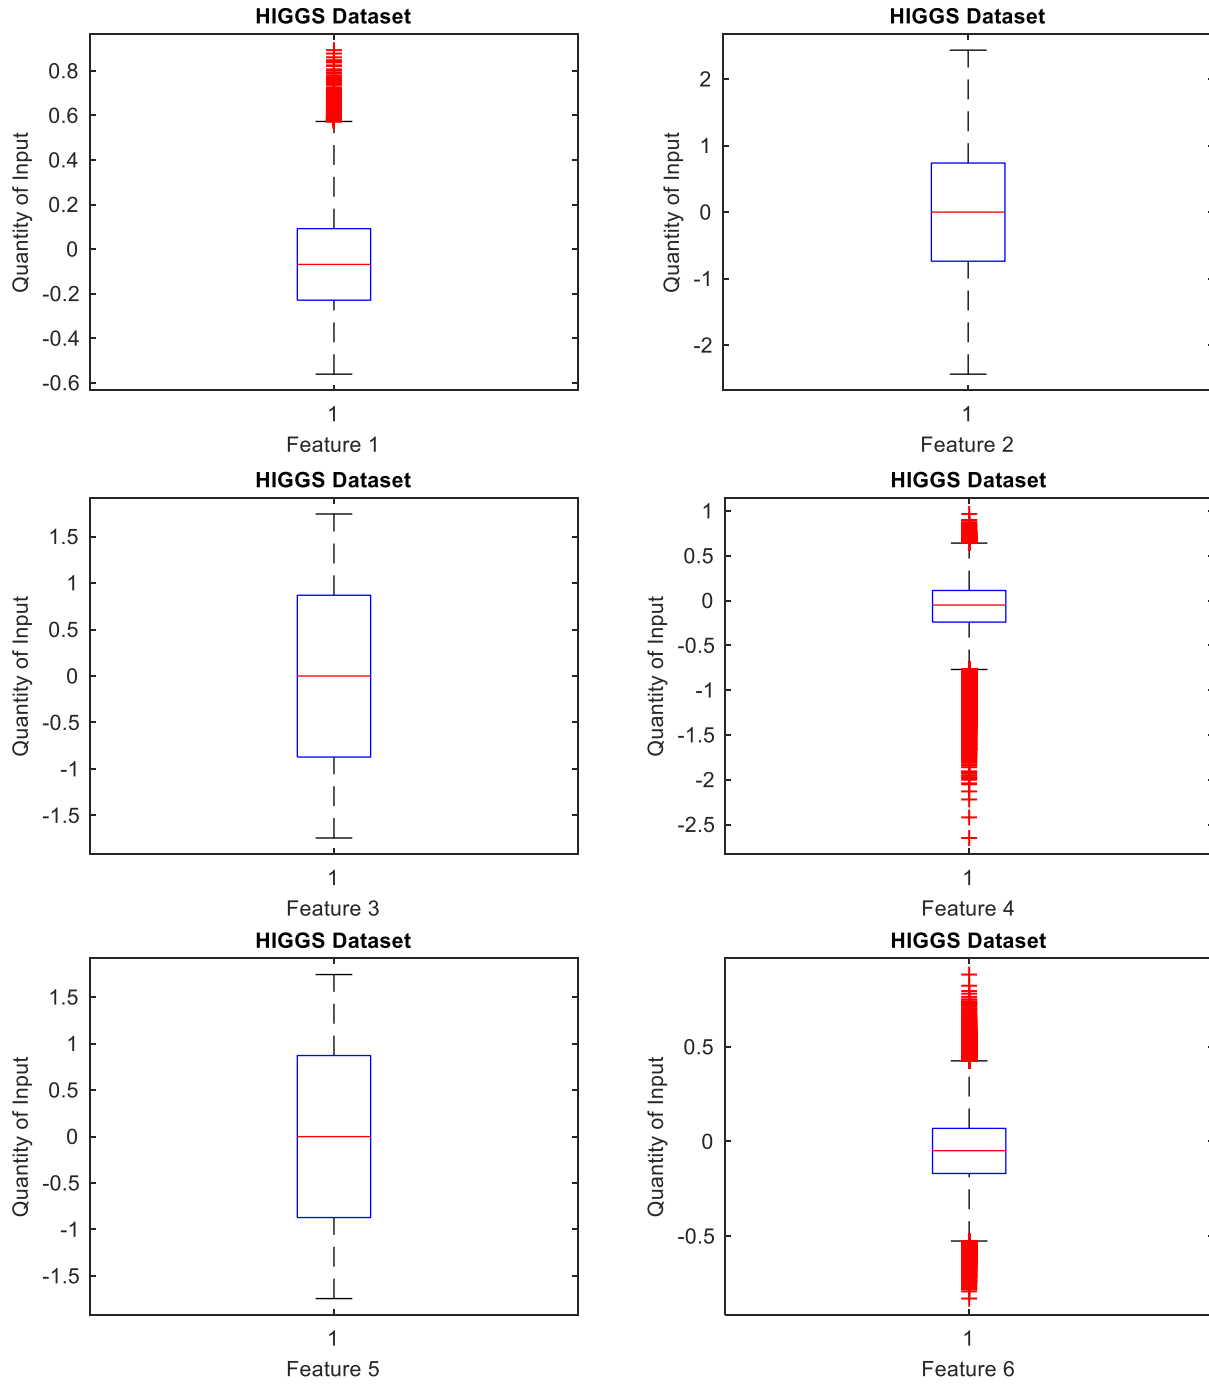 HIGGS Dataset
Quantity of Input
0.8
0.6
0.4
0.2
0
-0.2
-0.4
-0.6
1
Feature 1
HIGGS Dataset
Quantity of Input
2
1
0
-1
-2
1
Feature 2
HIGGS Dataset
Quantity of Input
1.5
1
0.5
0
-0.5
-1
-1.5
1
Feature 3
HIGGS Dataset
Quantity of Input
1
0.5
0
-0.5
-1
-1.5
-2
-2.5
1
Feature 4
HIGGS Dataset
Quantity of Input
1.5
1
0.5
0
-0.5
-1
-1.5
1
Feature 5
HIGGS Dataset
Quantity of Input
0.5
0
-0.5
1
Feature 6